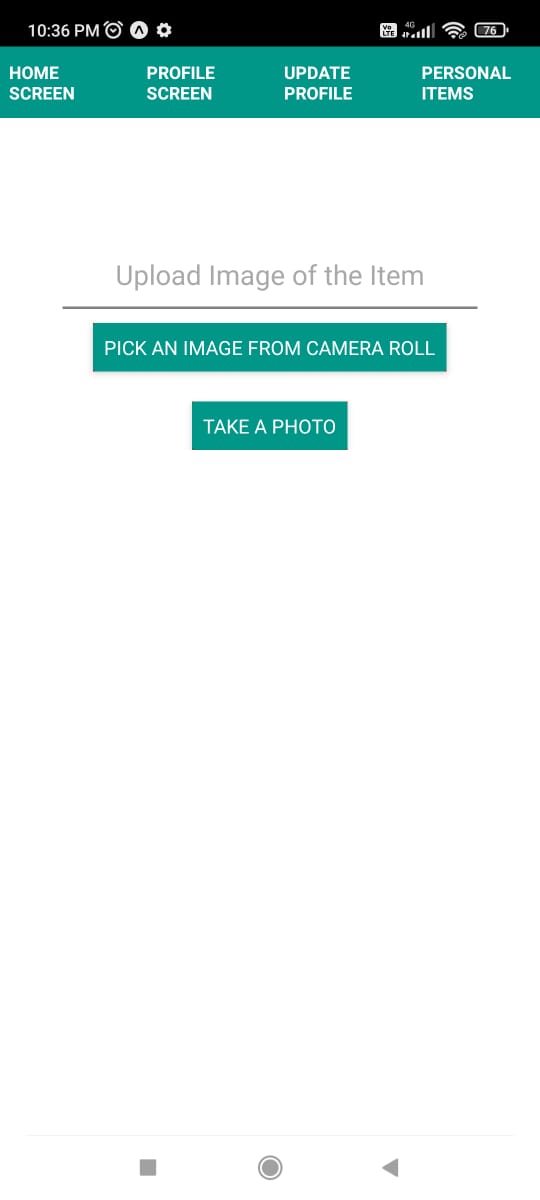 10:36 PM
Vo LTE
4G
76
HOME SCREEN
PROFILE SCREEN
UPDATE PROFILE
PERSONAL ITEMS
Upload Image of the Item
PICK AN IMAGE FROM CAMERA ROLL
TAKE A PHOTO